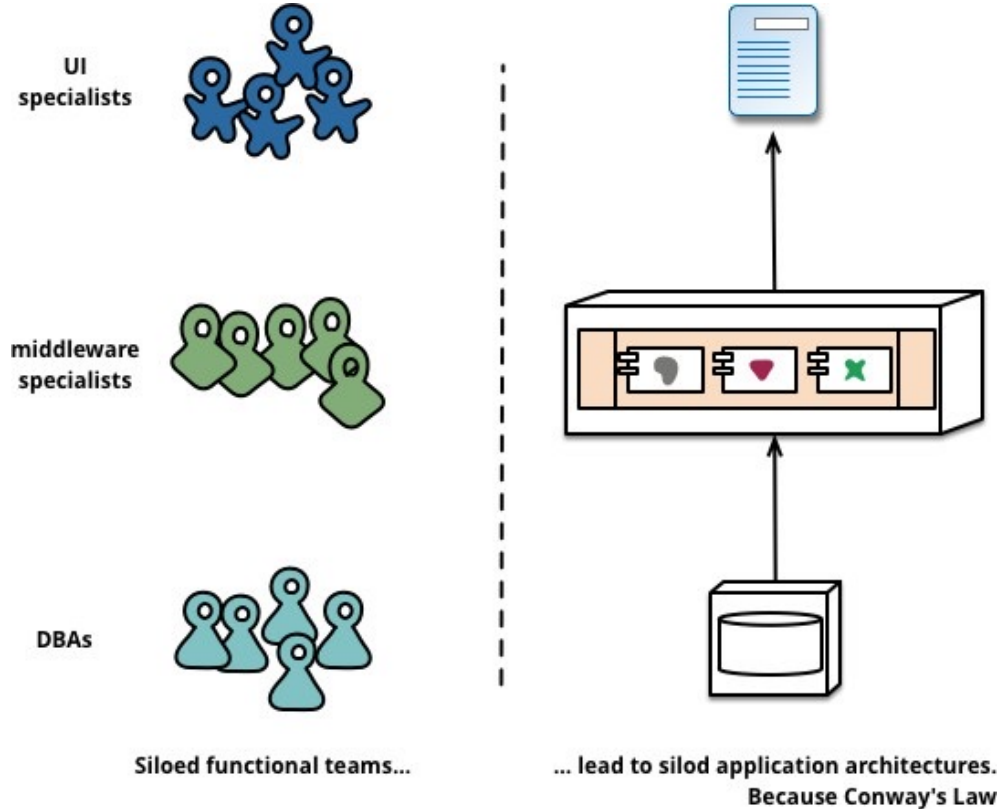 UI
specialists
middleware
specialists
DBAs
Siloed functional teams...
... lead to silod application architectures.
Because Conway's Law